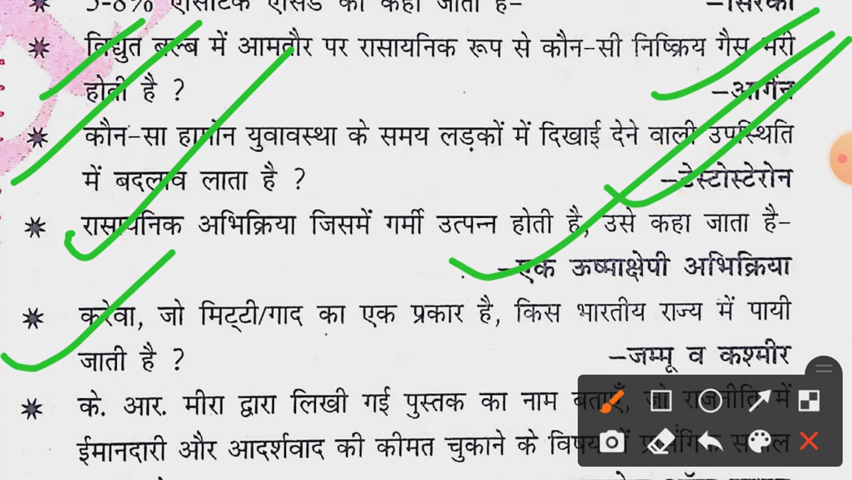 5-8% एसिटिक एसिड को कहा जाता है– –सिरका
विद्युत बल्ब में आमतौर पर रासायनिक रूप से कौन-सी निष्क्रिय गैस भरी
होती है ? –आर्गन
कौन-सा हार्मोन युवावस्था के समय लड़कों में दिखाई देने वाली उपस्थिति
में बदलाव लाता है ? –टेस्टोस्टेरोन
रासायनिक अभिक्रिया जिसमें गर्मी उत्पन्न होती है, उसे कहा जाता है–
–एक ऊष्माक्षेपी अभिक्रिया
करेवा, जो मिट्टी/गाद का एक प्रकार है, किस भारतीय राज्य में पायी
जाती है ? –जम्मू व कश्मीर
के. आर. मीरा द्वारा लिखी गई पुस्तक का नाम बताएँ, जो राजनीति में
ईमानदारी और आदर्शवाद की कीमत चुकाने के विषय